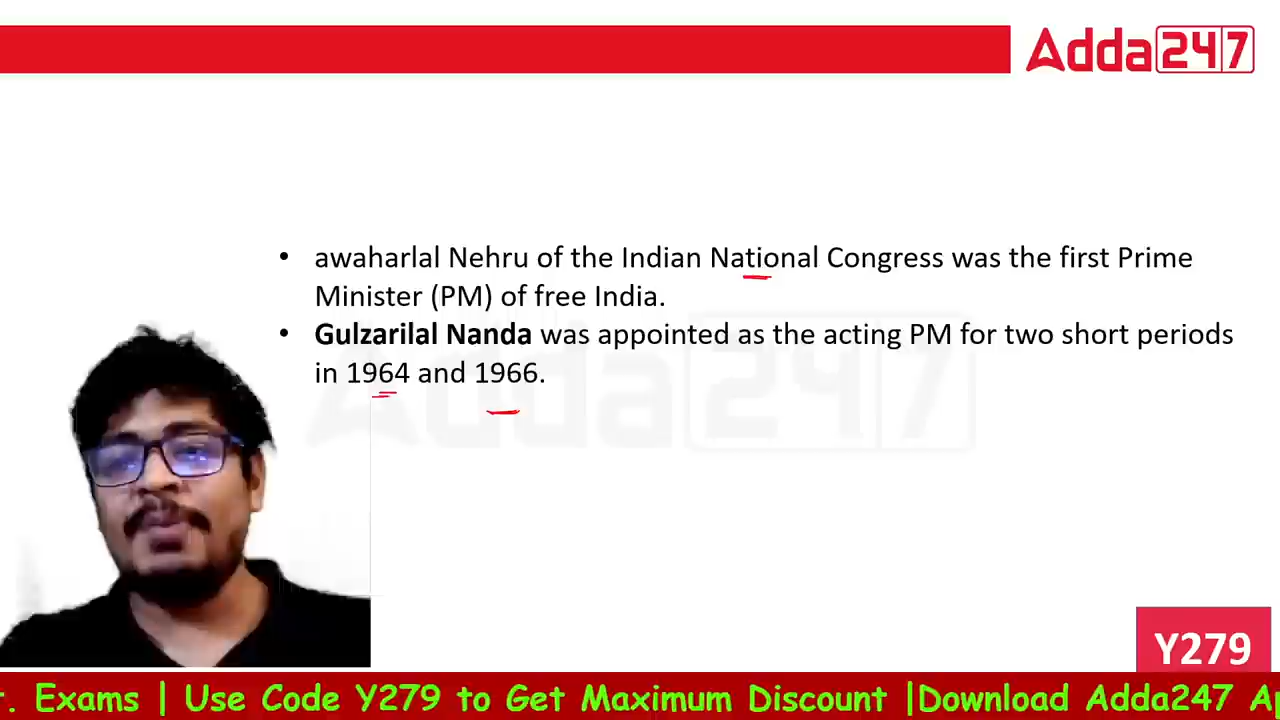 Adda247
• awaharlal Nehru of the Indian National Congress was the first Prime
Minister (PM) of free India.
• Gulzarilal Nanda was appointed as the acting PM for two short periods
in 1964 and 1966.
Adda247
Y279
. Exams | Use Code Y279 to Get Maximum Discount |Download Adda247 A